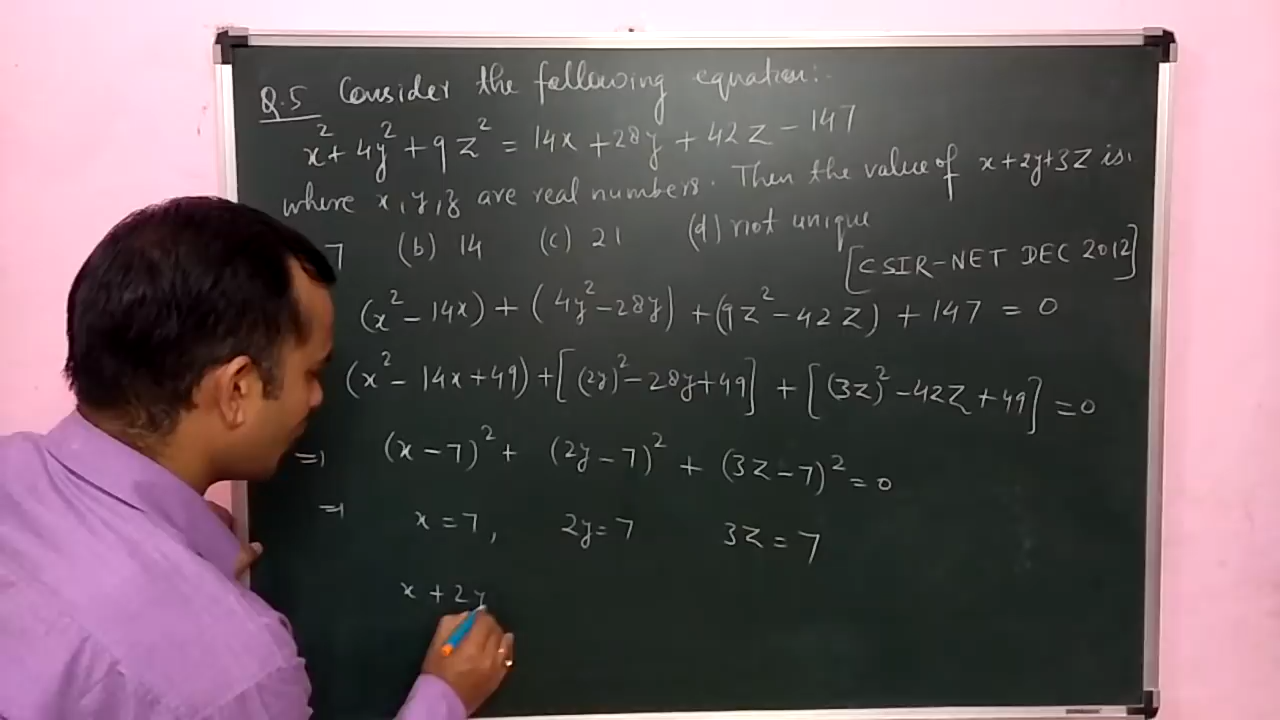 Q.5 Consider the following equation:-
x² + 4y² + 9z² = 14x + 28y + 42z - 147
where x, y, z are real numbers. Then the value of x+2y+3z is.
7 (b) 14 (c) 21 (d) not unique
[CSIR-NET DEC 2012]
(x² - 14x) + (4y² - 28y) + (9z² - 42z) + 147 = 0
(x² - 14x + 49) + [(2y)² - 28y + 49] + [(3z)² - 42z + 49] = 0
⇒ (x - 7)² + (2y - 7)² + (3z - 7)² = 0
⇒ x = 7, 2y = 7 3z = 7
x + 2y